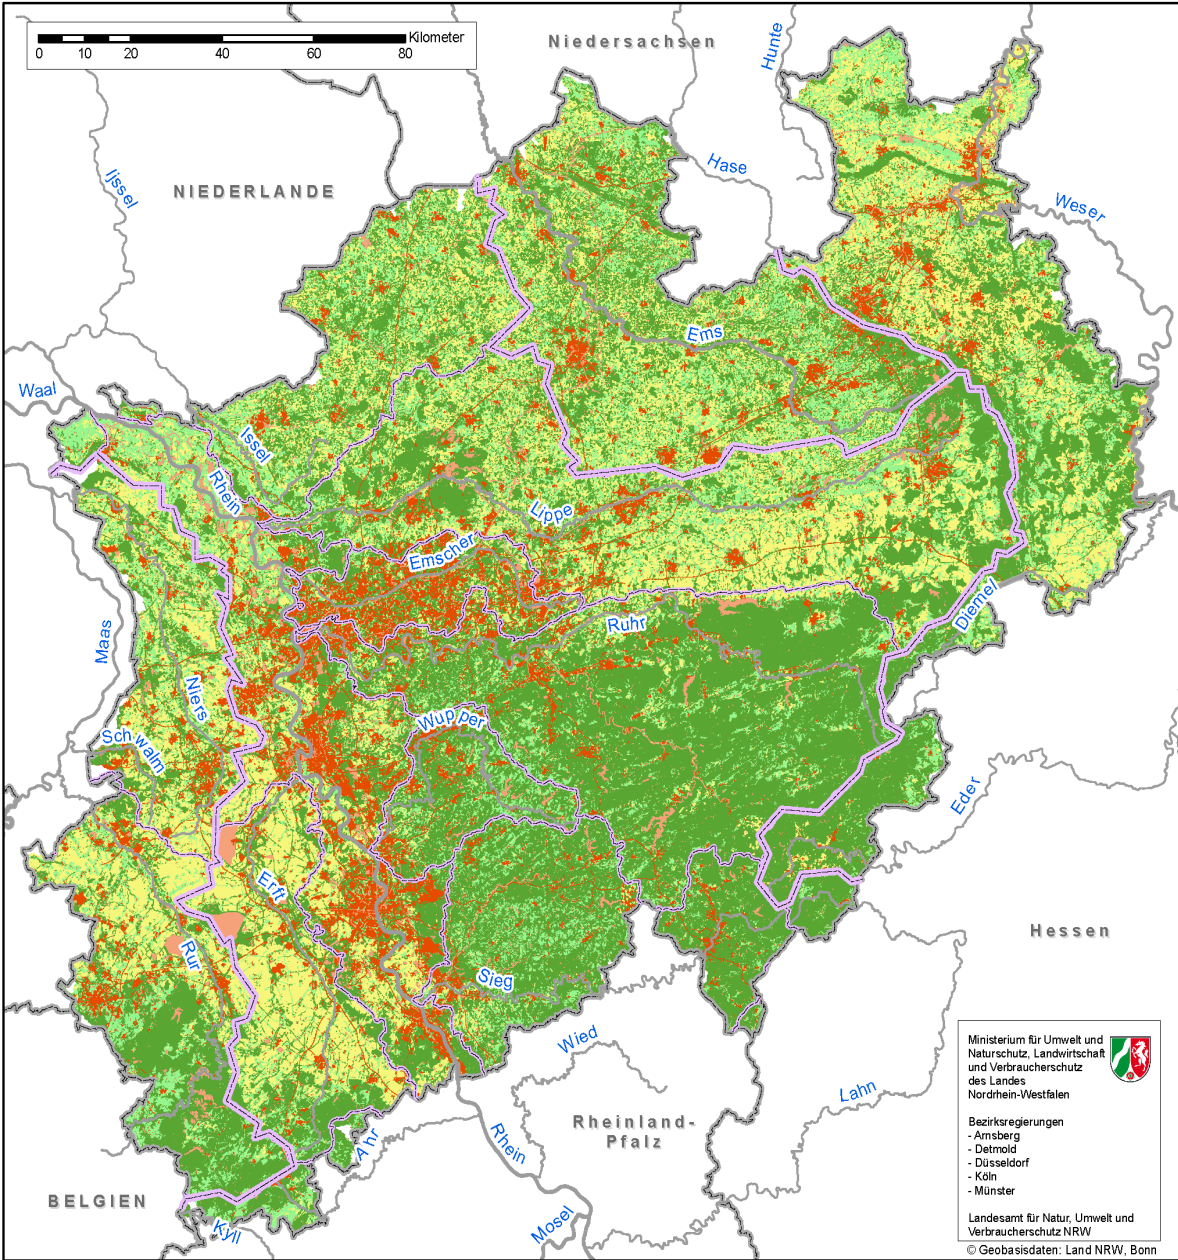 Kilometer
0 10 20 40 60 80
Niedersachsen
Hunte
Ijssel
NIEDERLANDE
Hase
Weser
Waal
Ems
Issel
Rhein
Lippe
Emscher
Maas
Ruhr
Diemel
Niers
Wupper
Schwalm
Eder
Erft
Rur
Hessen
Sieg
Wied
Lahn
Rheinland-
Pfalz
Ahr
Rhein
BELGIEN
Kyll
Mosel
Ministerium für Umwelt und
Naturschutz, Landwirtschaft
und Verbraucherschutz
des Landes
Nordrhein-Westfalen
Bezirksregierungen
- Arnsberg
- Detmold
- Düsseldorf
- Köln
- Münster
Landesamt für Natur, Umwelt und
Verbraucherschutz NRW
© Geobasisdaten: Land NRW, Bonn